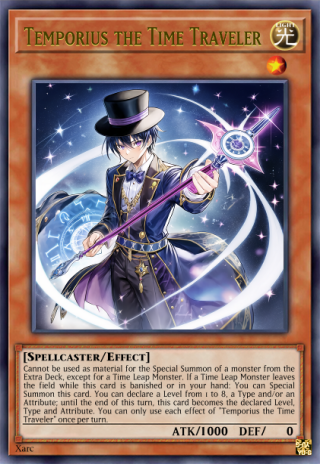 Temporius the Time Traveler
LIGHT
光
[Spellcaster/Effect]
Cannot be used as material for the Special Summon of a monster from
the Extra Deck, except for a Time Leap Monster. If a Time Leap Monster leaves
the field while this card is banished or in your hand: You can Special
Summon this card. You can declare a Level from 1 to 8, a Type and/or an
Attribute; until the end of this turn, this card becomes the declared Level,
Type and Attribute. You can only use each effect of "Temporius the Time
Traveler" once per turn.
ATK/1000 DEF/ 0
Xarc